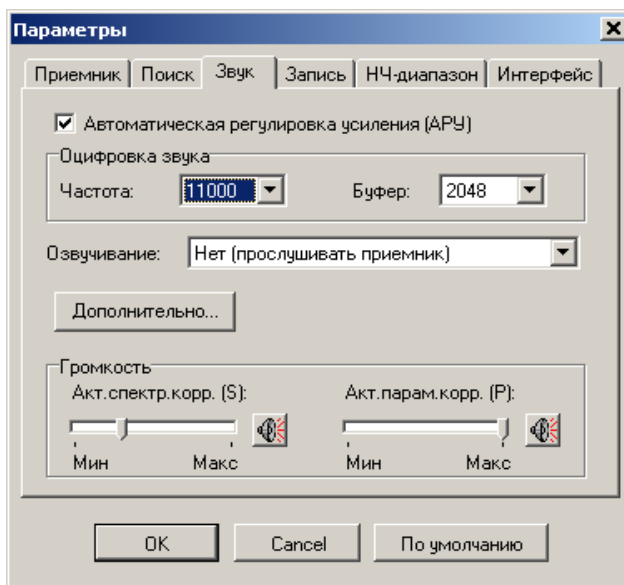 Параметры
Приемник Поиск Звук Запись НЧ-диапазон Интерфейс
Автоматическая регулировка усиления (АРУ)
Оцифровка звука
Частота: 11000 Буфер: 2048
Озвучивание: Нет (прослушивать приемник)
Дополнительно...
Громкость
Акт.спектр.корр. (S): Акт.парам.корр. (P):
Мин Макс Мин Макс
OK Cancel По умолчанию